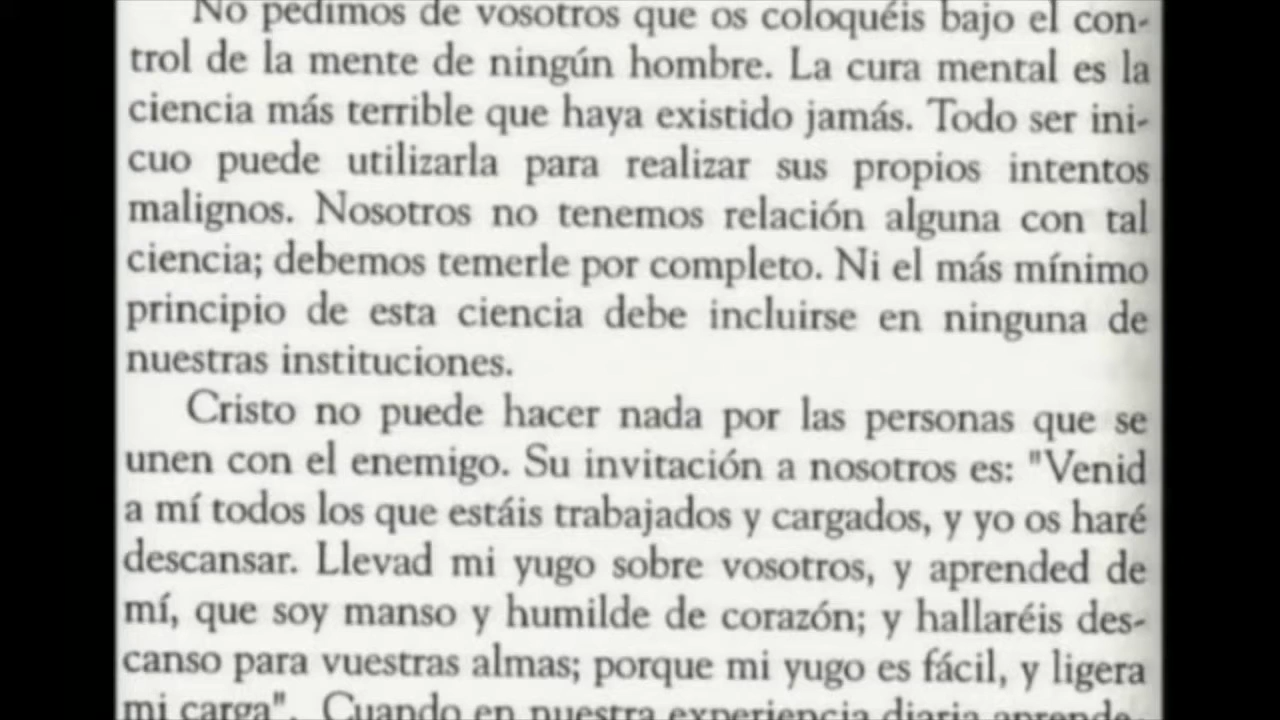 No pedimos de vosotros que os coloquéis bajo el con-
trol de la mente de ningún hombre. La cura mental es la
ciencia más terrible que haya existido jamás. Todo ser ini-
cuo puede utilizarla para realizar sus propios intentos
malignos. Nosotros no tenemos relación alguna con tal
ciencia; debemos temerle por completo. Ni el más mínimo
principio de esta ciencia debe incluirse en ninguna de
nuestras instituciones.
Cristo no puede hacer nada por las personas que se
unen con el enemigo. Su invitación a nosotros es: "Venid
a mí todos los que estáis trabajados y cargados, y yo os haré
descansar. Llevad mi yugo sobre vosotros, y aprended de
mí, que soy manso y humilde de corazón; y hallaréis des-
canso para vuestras almas; porque mi yugo es fácil, y ligera
mi carga". Cuando en nuestra experiencia diaria aprende-